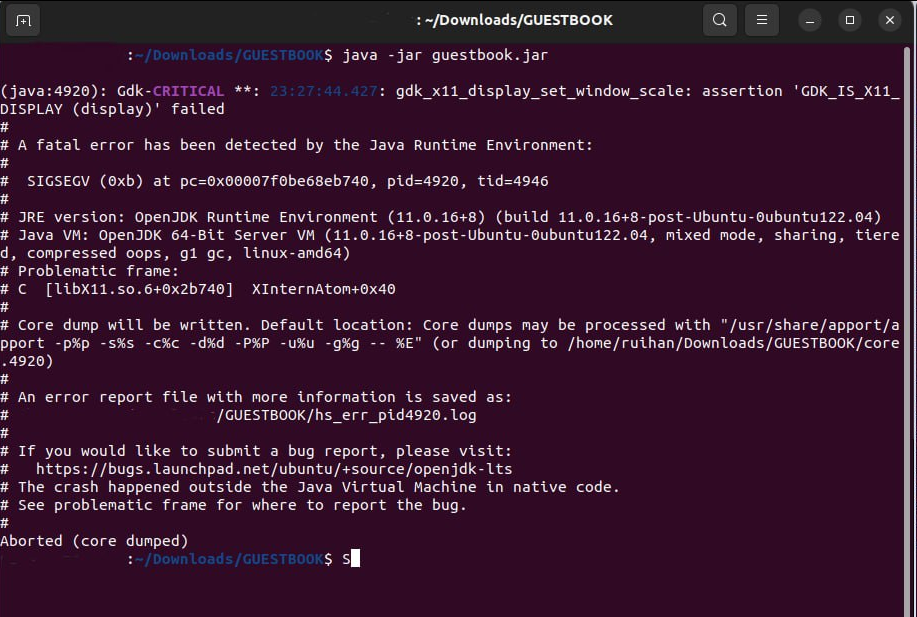 : ~/Downloads/GUESTBOOK
:~/Downloads/GUESTBOOK$ java -jar guestbook.jar
(java:4920): Gdk-CRITICAL **: 23:27:44.427: gdk_x11_display_set_window_scale: assertion 'GDK_IS_X11_
DISPLAY (display)' failed
#
# A fatal error has been detected by the Java Runtime Environment:
#
#  SIGSEGV (0xb) at pc=0x00007f0be68eb740, pid=4920, tid=4946
#
# JRE version: OpenJDK Runtime Environment (11.0.16+8) (build 11.0.16+8-post-Ubuntu-0ubuntu122.04)
# Java VM: OpenJDK 64-Bit Server VM (11.0.16+8-post-Ubuntu-0ubuntu122.04, mixed mode, sharing, tiere
d, compressed oops, g1 gc, linux-amd64)
# Problematic frame:
# C  [libX11.so.6+0x2b740]  XInternAtom+0x40
#
# Core dump will be written. Default location: Core dumps may be processed with "/usr/share/apport/a
pport -p%p -s%s -c%c -d%d -P%P -u%u -g%g -- %E" (or dumping to /home/ruihan/Downloads/GUESTBOOK/core
.4920)
#
# An error report file with more information is saved as:
# /GUESTBOOK/hs_err_pid4920.log
#
# If you would like to submit a bug report, please visit:
#   https://bugs.launchpad.net/ubuntu/+source/openjdk-lts
# The crash happened outside the Java Virtual Machine in native code.
# See problematic frame for where to report the bug.
#
Aborted (core dumped)
:~/Downloads/GUESTBOOK$ S